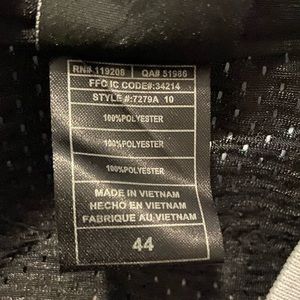 RN#:119208 QA# 51986
FFC IC CODE#:34214
STYLE #:7279A 10
100%POLYESTER
100%POLYESTER
100%POLYESTER
MADE IN VIETNAM
HECHO EN VIETNAM
FABRIQUE AU VIETNAM
44